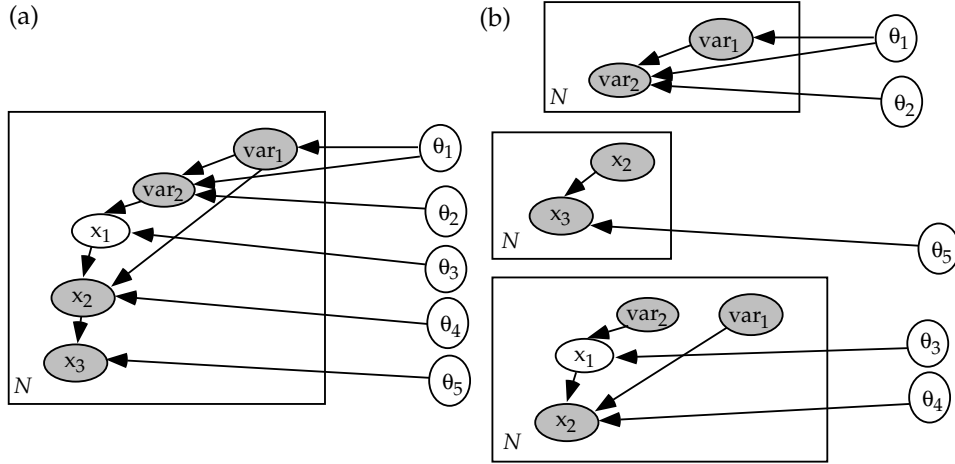 (a)
var₁
θ₁
var₂
θ₂
x₁
θ₃
x₂
θ₄
x₃
θ₅
N
(b)
var₁
θ₁
var₂
N
θ₂
x₂
x₃
N
θ₅
var₂
var₁
x₁
θ₃
θ₄
x₂
N